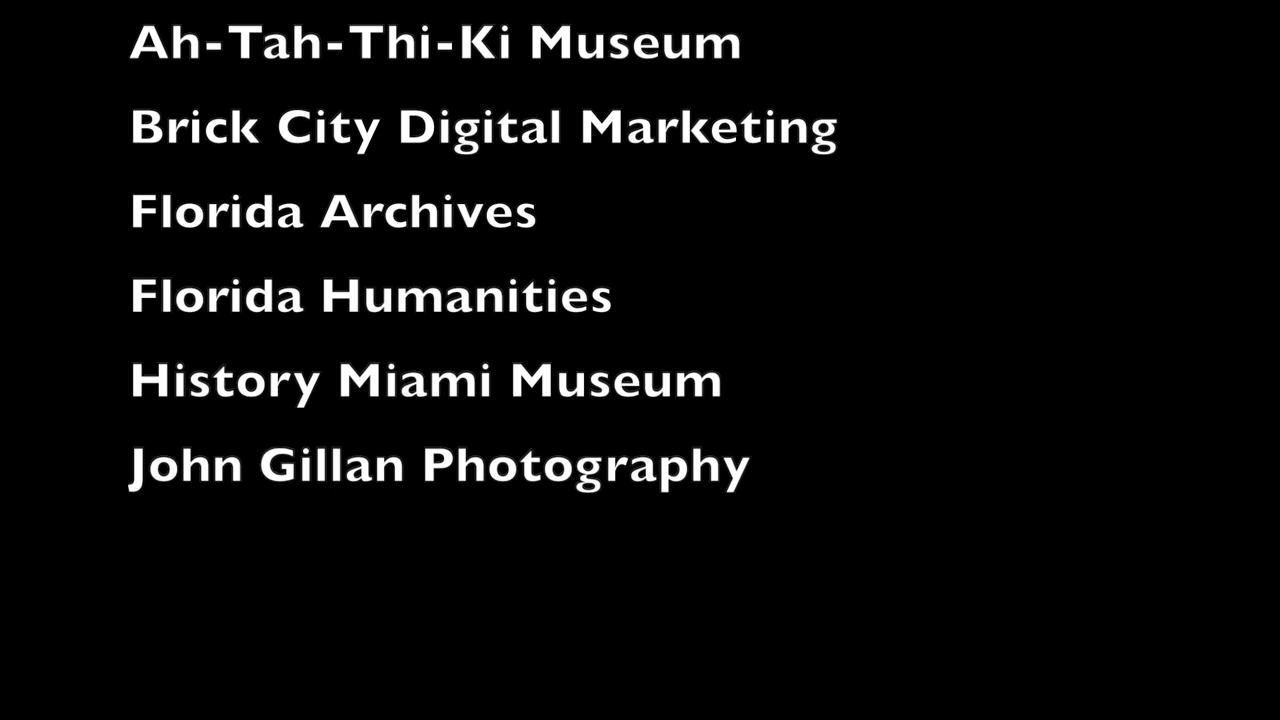 Ah-Tah-Thi-Ki Museum
Brick City Digital Marketing
Florida Archives
Florida Humanities
History Miami Museum
John Gillan Photography